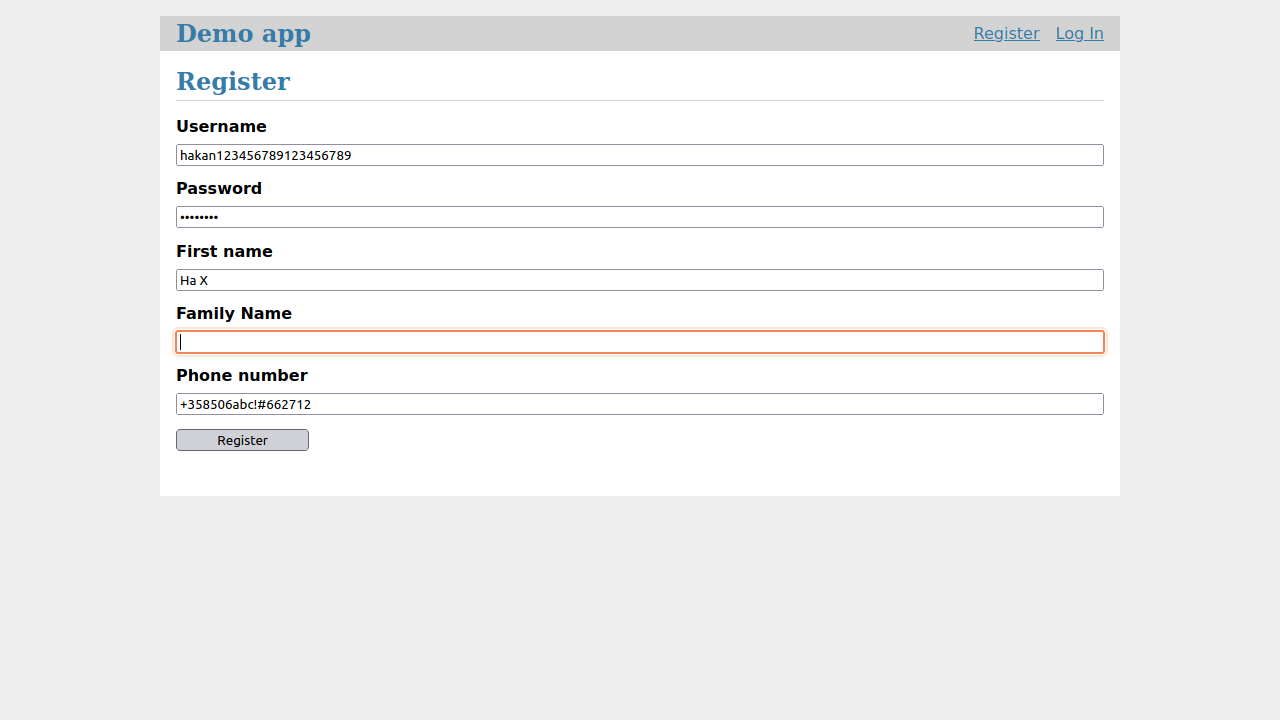 Demo app
Register Log In
Register
Username
hakan123456789123456789
Password
••••••••
First name
Ha X
Family Name
Phone number
+358506abc!#662712
Register